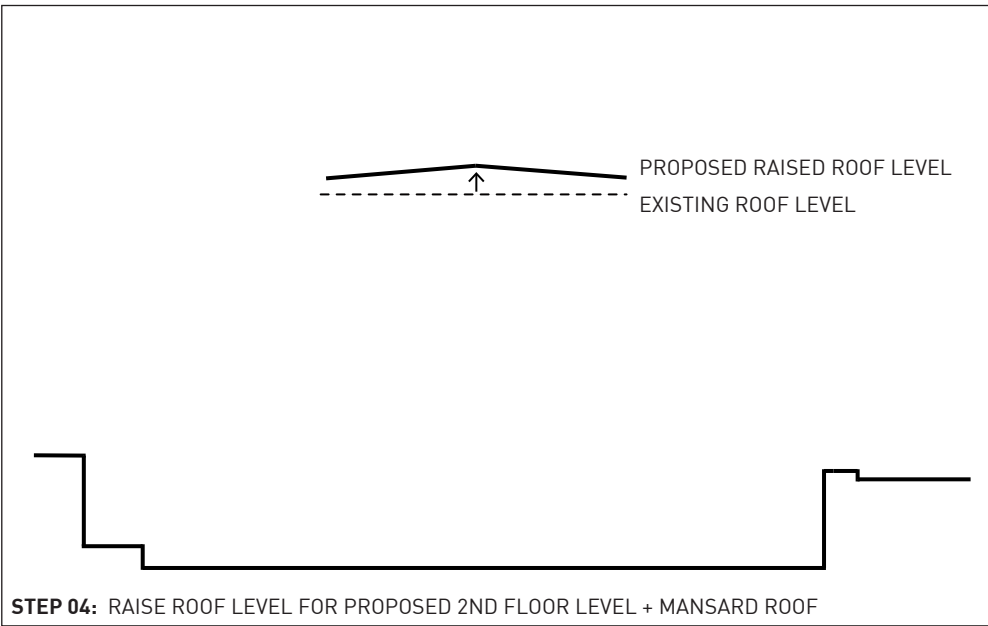 PROPOSED RAISED ROOF LEVEL
EXISTING ROOF LEVEL
STEP 04: RAISE ROOF LEVEL FOR PROPOSED 2ND FLOOR LEVEL + MANSARD ROOF